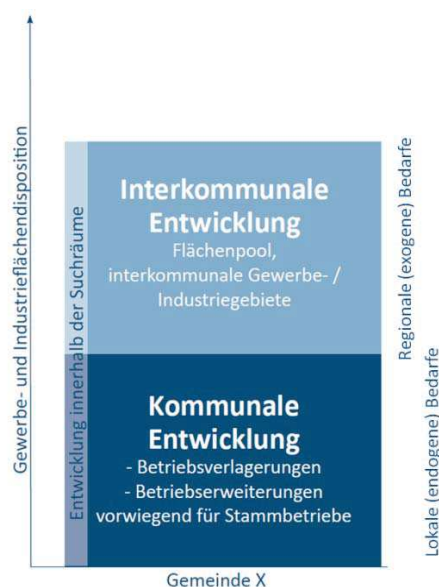 Gewerbe- und Industrieflächendisposition
Entwicklung innerhalb der Suchräume
Interkommunale
Entwicklung
Flächenpool,
interkommunale Gewerbe- /
Industriegebiete
Kommunale
Entwicklung
- Betriebsverlagerungen
- Betriebserweiterungen
vorwiegend für Stammbetriebe
Regionale (exogene) Bedarfe
Lokale (endogene) Bedarfe
Gemeinde X